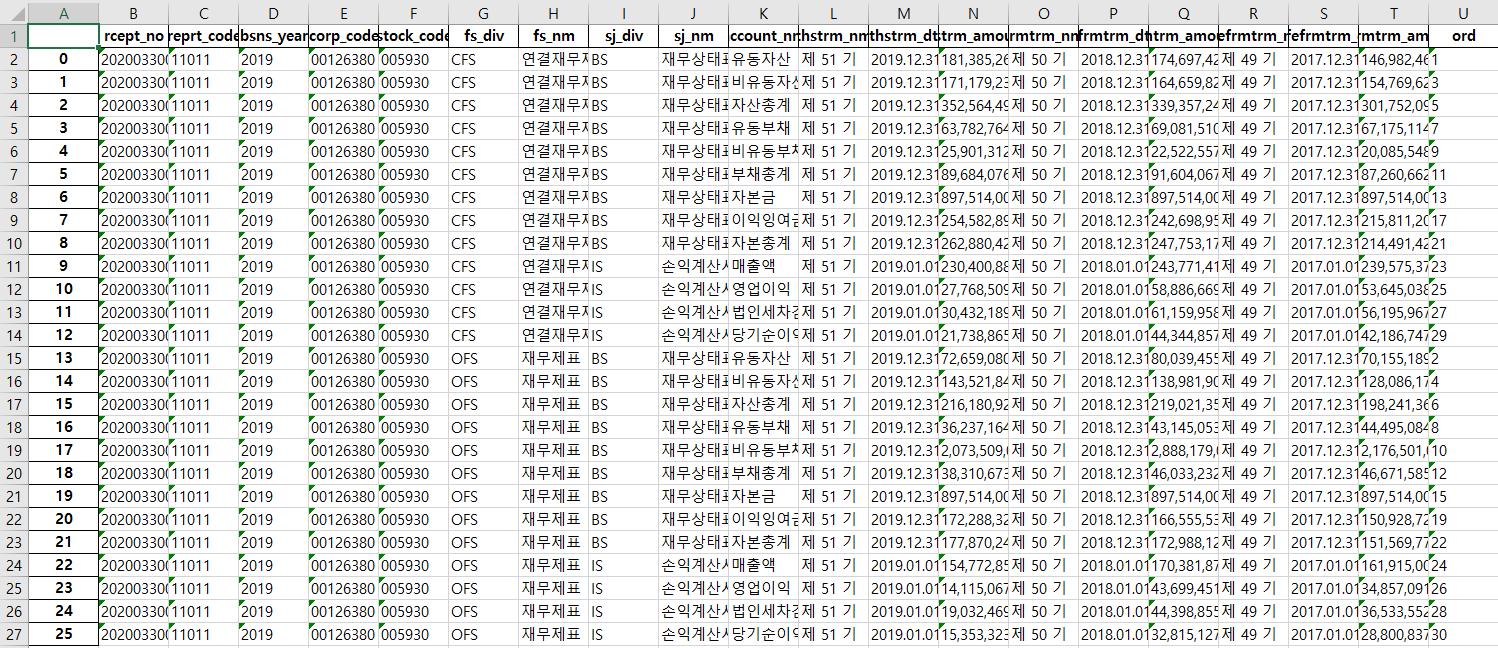 A B C D E F G H I J K L M N O P Q R S T U
1 rcept_no reprt_code bsns_year corp_code stock_code fs_div fs_nm sj_div sj_nm ccount_nm hstrm_nm thstrm_dt strm_amou rmtrm_nm frmtrm_dt ntrm_amo efrmtrm_n efrmtrm_ rmtrm_am ord
2 0 20200330 11011 2019 00126380 005930 CFS 연결재무제 BS 재무상태표 유동자산 제 51 기 2019.12.31 181,385,26 제 50 기 2018.12.31 174,697,42 제 49 기 2017.12.31 146,982,46 1
3 1 20200330 11011 2019 00126380 005930 CFS 연결재무제 BS 재무상태표 비유동자산 제 51 기 2019.12.31 171,179,23 제 50 기 2018.12.31 164,659,82 제 49 기 2017.12.31 154,769,62 3
4 2 20200330 11011 2019 00126380 005930 CFS 연결재무제 BS 재무상태표 자산총계 제 51 기 2019.12.31 352,564,49 제 50 기 2018.12.31 339,357,24 제 49 기 2017.12.31 301,752,09 5
5 3 20200330 11011 2019 00126380 005930 CFS 연결재무제 BS 재무상태표 유동부채 제 51 기 2019.12.31 63,782,764 제 50 기 2018.12.31 69,081,510 제 49 기 2017.12.31 67,175,114 7
6 4 20200330 11011 2019 00126380 005930 CFS 연결재무제 BS 재무상태표 비유동부채 제 51 기 2019.12.31 25,901,312 제 50 기 2018.12.31 22,522,557 제 49 기 2017.12.31 20,085,548 9
7 5 20200330 11011 2019 00126380 005930 CFS 연결재무제 BS 재무상태표 부채총계 제 51 기 2019.12.31 89,684,076 제 50 기 2018.12.31 91,604,067 제 49 기 2017.12.31 87,260,662 11
8 6 20200330 11011 2019 00126380 005930 CFS 연결재무제 BS 재무상태표 자본금 제 51 기 2019.12.31 897,514,00 제 50 기 2018.12.31 897,514,00 제 49 기 2017.12.31 897,514,00 13
9 7 20200330 11011 2019 00126380 005930 CFS 연결재무제 BS 재무상태표 이익잉여금 제 51 기 2019.12.31 254,582,89 제 50 기 2018.12.31 242,698,95 제 49 기 2017.12.31 215,811,20 17
10 8 20200330 11011 2019 00126380 005930 CFS 연결재무제 BS 재무상태표 자본총계 제 51 기 2019.12.31 262,880,42 제 50 기 2018.12.31 247,753,17 제 49 기 2017.12.31 214,491,42 21
11 9 20200330 11011 2019 00126380 005930 CFS 연결재무제 IS 손익계산서 매출액 제 51 기 2019.01.01 230,400,88 제 50 기 2018.01.01 243,771,41 제 49 기 2017.01.01 239,575,37 23
12 10 20200330 11011 2019 00126380 005930 CFS 연결재무제 IS 손익계산서 영업이익 제 51 기 2019.01.01 27,768,509 제 50 기 2018.01.01 58,886,669 제 49 기 2017.01.01 53,645,038 25
13 11 20200330 11011 2019 00126380 005930 CFS 연결재무제 IS 손익계산서 법인세차감 제 51 기 2019.01.01 30,432,189 제 50 기 2018.01.01 61,159,958 제 49 기 2017.01.01 56,195,967 27
14 12 20200330 11011 2019 00126380 005930 CFS 연결재무제 IS 손익계산서 당기순이익 제 51 기 2019.01.01 21,738,865 제 50 기 2018.01.01 44,344,857 제 49 기 2017.01.01 42,186,747 29
15 13 20200330 11011 2019 00126380 005930 OFS 재무제표 BS 재무상태표 유동자산 제 51 기 2019.12.31 72,659,080 제 50 기 2018.12.31 80,039,455 제 49 기 2017.12.31 70,155,189 2
16 14 20200330 11011 2019 00126380 005930 OFS 재무제표 BS 재무상태표 비유동자산 제 51 기 2019.12.31 143,521,84 제 50 기 2018.12.31 138,981,90 제 49 기 2017.12.31 128,086,17 4
17 15 20200330 11011 2019 00126380 005930 OFS 재무제표 BS 재무상태표 자산총계 제 51 기 2019.12.31 216,180,92 제 50 기 2018.12.31 219,021,35 제 49 기 2017.12.31 198,241,36 6
18 16 20200330 11011 2019 00126380 005930 OFS 재무제표 BS 재무상태표 유동부채 제 51 기 2019.12.31 36,237,164 제 50 기 2018.12.31 43,145,053 제 49 기 2017.12.31 44,495,084 8
19 17 20200330 11011 2019 00126380 005930 OFS 재무제표 BS 재무상태표 비유동부채 제 51 기 2019.12.31 2,073,509, 제 50 기 2018.12.31 2,888,179, 제 49 기 2017.12.31 2,176,501, 10
20 18 20200330 11011 2019 00126380 005930 OFS 재무제표 BS 재무상태표 부채총계 제 51 기 2019.12.31 38,310,673 제 50 기 2018.12.31 46,033,232 제 49 기 2017.12.31 46,671,585 12
21 19 20200330 11011 2019 00126380 005930 OFS 재무제표 BS 재무상태표 자본금 제 51 기 2019.12.31 897,514,00 제 50 기 2018.12.31 897,514,00 제 49 기 2017.12.31 897,514,00 15
22 20 20200330 11011 2019 00126380 005930 OFS 재무제표 BS 재무상태표 이익잉여금 제 51 기 2019.12.31 172,288,32 제 50 기 2018.12.31 166,555,53 제 49 기 2017.12.31 150,928,72 19
23 21 20200330 11011 2019 00126380 005930 OFS 재무제표 BS 재무상태표 자본총계 제 51 기 2019.12.31 177,870,24 제 50 기 2018.12.31 172,988,12 제 49 기 2017.12.31 151,569,77 22
24 22 20200330 11011 2019 00126380 005930 OFS 재무제표 IS 손익계산서 매출액 제 51 기 2019.01.01 154,772,85 제 50 기 2018.01.01 170,381,87 제 49 기 2017.01.01 161,915,00 24
25 23 20200330 11011 2019 00126380 005930 OFS 재무제표 IS 손익계산서 영업이익 제 51 기 2019.01.01 14,115,067 제 50 기 2018.01.01 43,699,451 제 49 기 2017.01.01 34,857,091 26
26 24 20200330 11011 2019 00126380 005930 OFS 재무제표 IS 손익계산서 법인세차감 제 51 기 2019.01.01 19,032,469 제 50 기 2018.01.01 44,398,855 제 49 기 2017.01.01 36,533,552 28
27 25 20200330 11011 2019 00126380 005930 OFS 재무제표 IS 손익계산서 당기순이익 제 51 기 2019.01.01 15,353,323 제 50 기 2018.01.01 32,815,127 제 49 기 2017.01.01 28,800,837 30